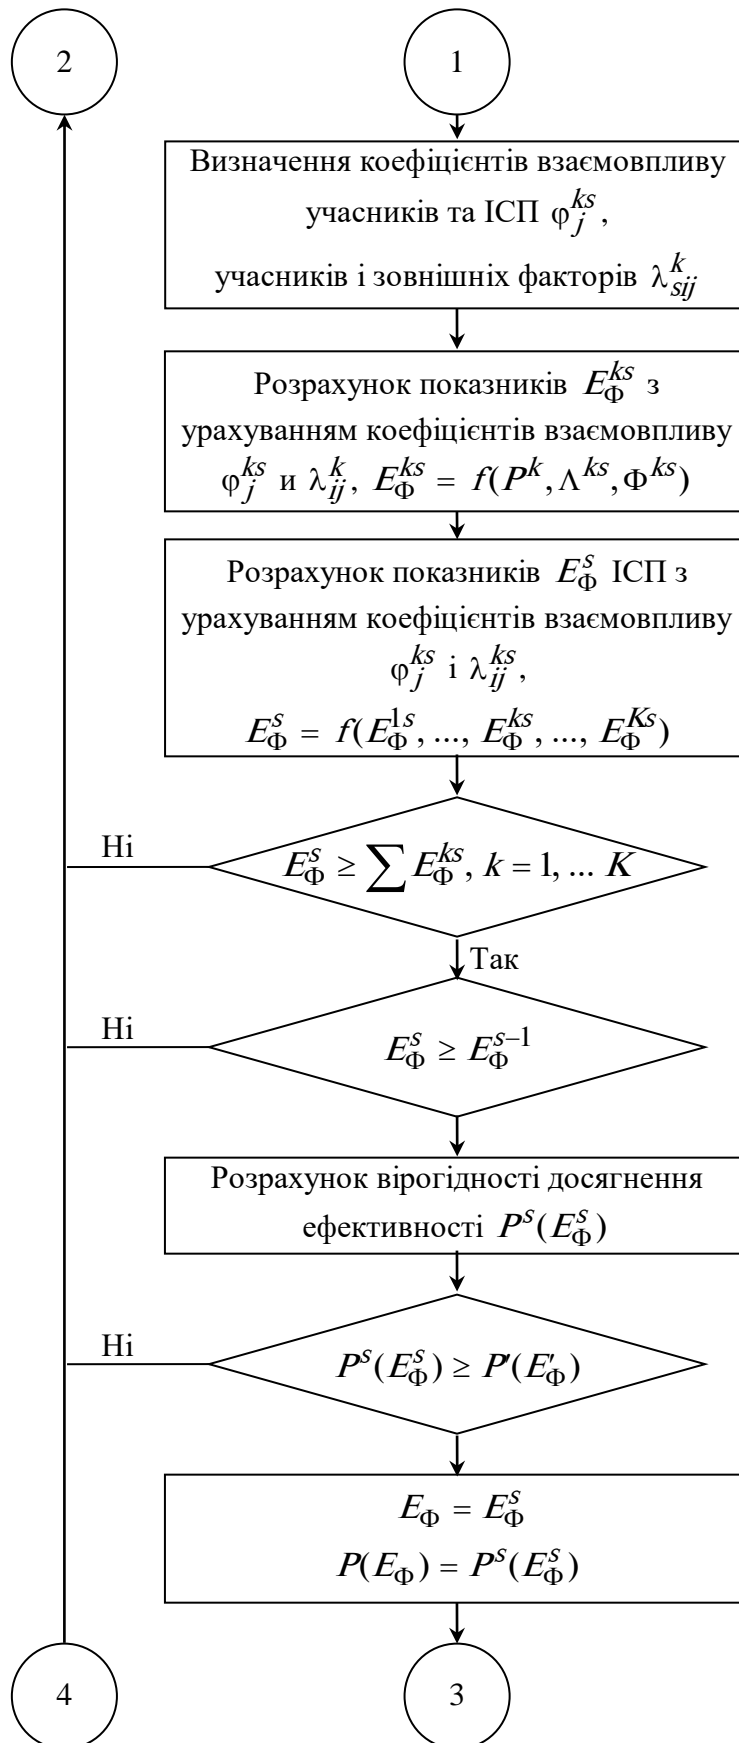 2 1
Визначення коефіцієнтів взаємовпливу
учасників та ІСП φ_j^{ks},
учасників і зовнішніх факторів λ_{sij}^{k}
Розрахунок показників E_Φ^{ks} з
урахуванням коефіцієнтів взаємовпливу
φ_j^{ks} и λ_{ij}^{k}, E_Φ^{ks} = f(P^k, Λ^{ks}, Φ^{ks})
Розрахунок показників E_Φ^s ІСП з
урахуванням коефіцієнтів взаємовпливу
φ_j^{ks} і λ_{ij}^{ks},
E_Φ^s = f(E_Φ^{1s}, ..., E_Φ^{ks}, ..., E_Φ^{Ks})
Ні
E_Φ^s ≥ ∑ E_Φ^{ks}, k = 1, ... K
Так
Ні
E_Φ^s ≥ E_Φ^{s–1}
Розрахунок вірогідності досягнення
ефективності P^s(E_Φ^s)
Ні
P^s(E_Φ^s) ≥ P′(E′_Φ)
E_Φ = E_Φ^s
P(E_Φ) = P^s(E_Φ^s)
4 3